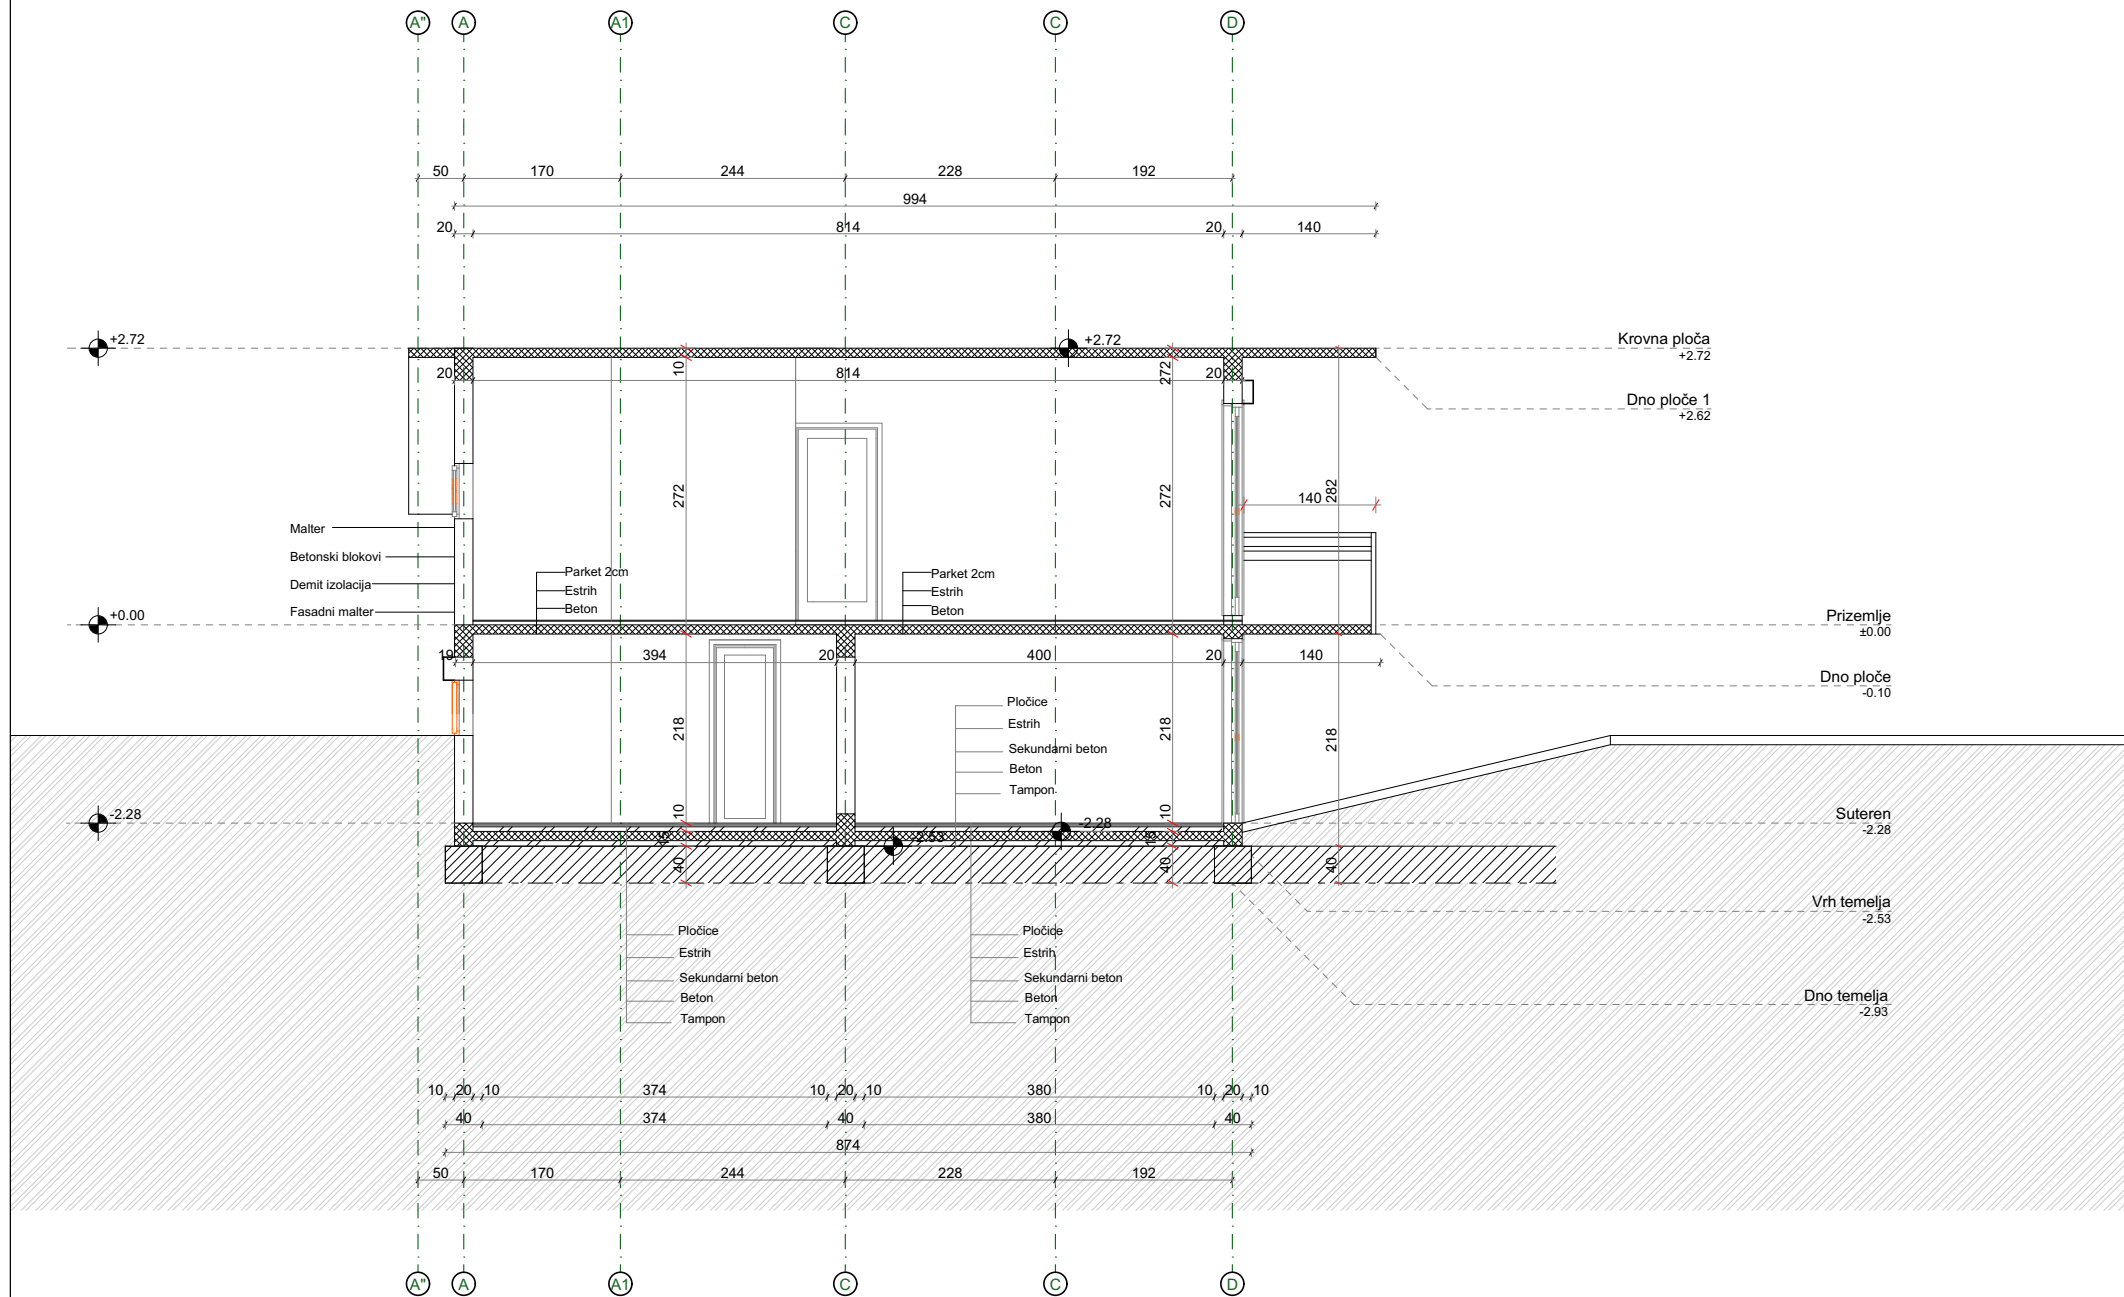 A" A A1 C C D
50 170 244 228 192
994
20 814 20 140
+2.72 +2.72 Krovna ploča
+2.72
20 10 814 272 20
Dno ploče 1
+2.62
272 272 140 282
Malter
Betonski blokovi
Demit izolacija
Fasadni malter
Parket 2cm
Estrih
Beton
Parket 2cm
Estrih
Beton
+0.00 Prizemlje
±0.00
19 394 20 400 20 140
Dno ploče
-0.10
218 218 218
Pločice
Estrih
Sekundarni beton
Beton
Tampon
-2.28 10 -2.28 10 Suteren
-2.28
15 -2.53 15
40 40 40
Vrh temelja
-2.53
Dno temelja
-2.93
Pločice
Estrih
Sekundarni beton
Beton
Tampon
Pločice
Estrih
Sekundarni beton
Beton
Tampon
10 20 10 374 10 20 10 380 10 20 10
40 374 40 380 40
874
50 170 244 228 192
A" A A1 C C D